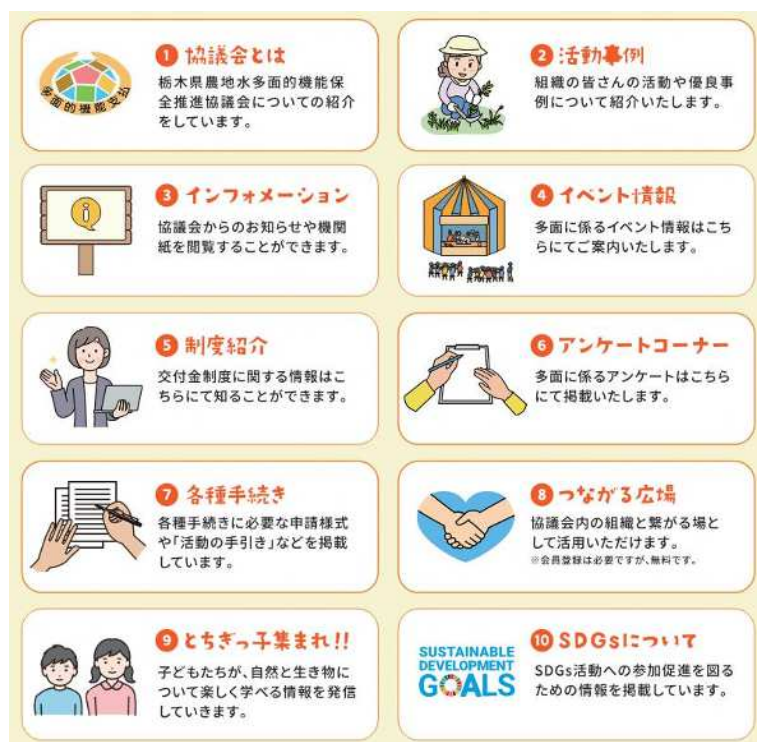 多面的機能支払
1 協議会とは
栃木県農地水多面的機能保
全推進協議会についての紹介
をしています。
2 活動事例
組織の皆さんの活動や優良事
例について紹介いたします。
3 インフォメーション
協議会からのお知らせや機関
紙を閲覧することができます。
4 イベント情報
多面に係るイベント情報はこち
らにてご案内いたします。
5 制度紹介
交付金制度に関する情報はこ
ちらにて知ることができます。
6 アンケートコーナー
多面に係るアンケートはこちら
にて掲載いたします。
7 各種手続き
各種手続きに必要な申請様式
や「活動の手引き」などを掲載
しています。
8 つながる広場
協議会内の組織と繋がる場と
して活用いただけます。
※会員登録は必要ですが、無料です。
9 とちぎっ子集まれ!!
子どもたちが、自然と生き物に
ついて楽しく学べる情報を発信
していきます。
SUSTAINABLE
DEVELOPMENT
GOALS
10 SDGsについて
SDGs活動への参加促進を図る
ための情報を掲載しています。